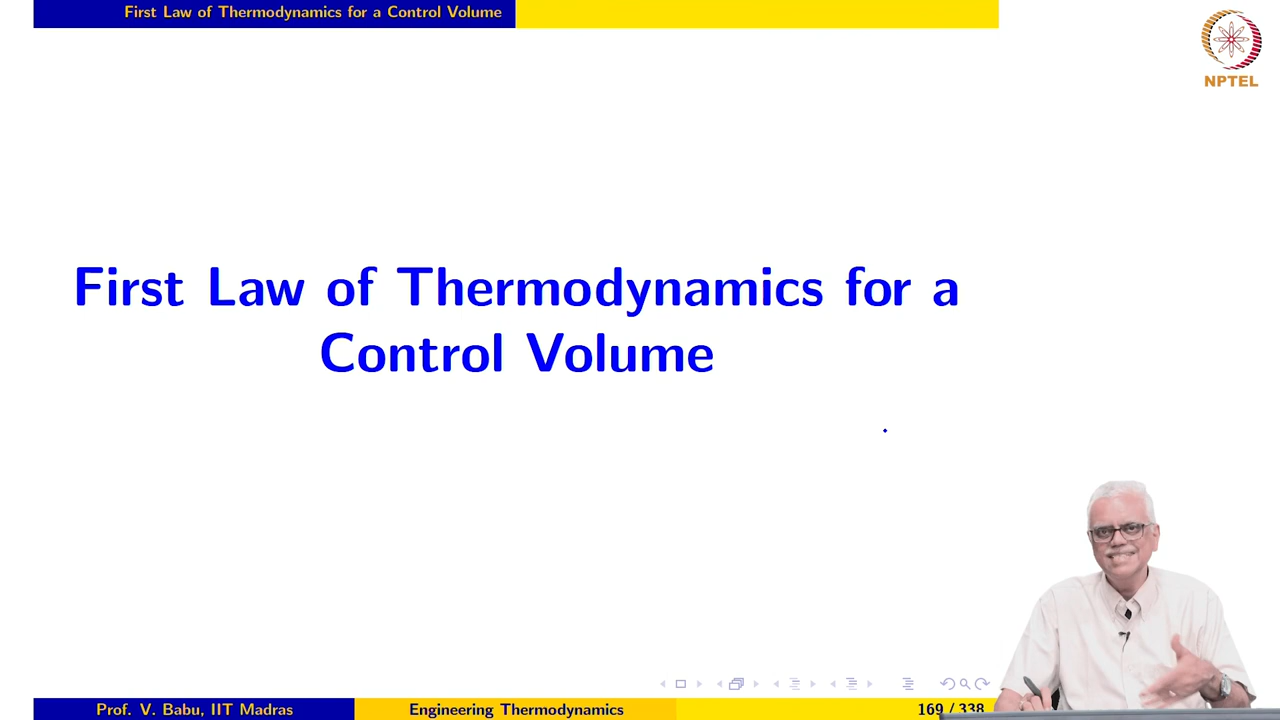 First Law of Thermodynamics for a Control Volume
NPTEL
First Law of Thermodynamics for a
Control Volume
Prof. V. Babu, IIT Madras
Engineering Thermodynamics
169 / 338